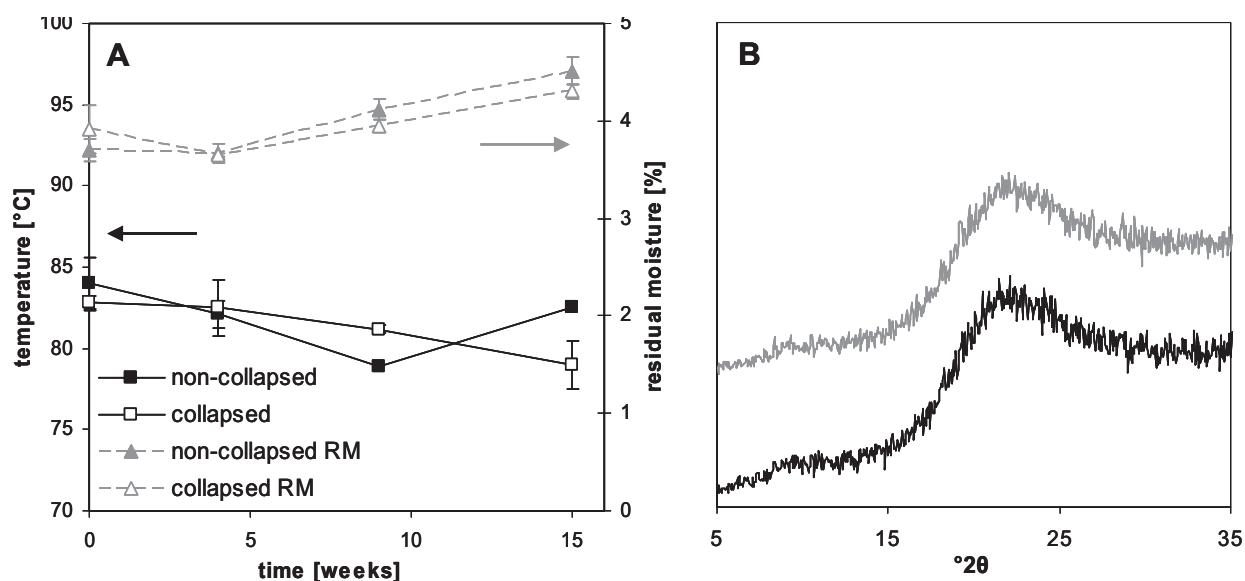 A
B
100
95
90
85
80
75
70
temperature [°C]
0
5
10
15
time [weeks]
5
4
3
2
1
0
residual moisture [%]
non-collapsed
collapsed
non-collapsed RM
collapsed RM
5
15
25
35
°2θ